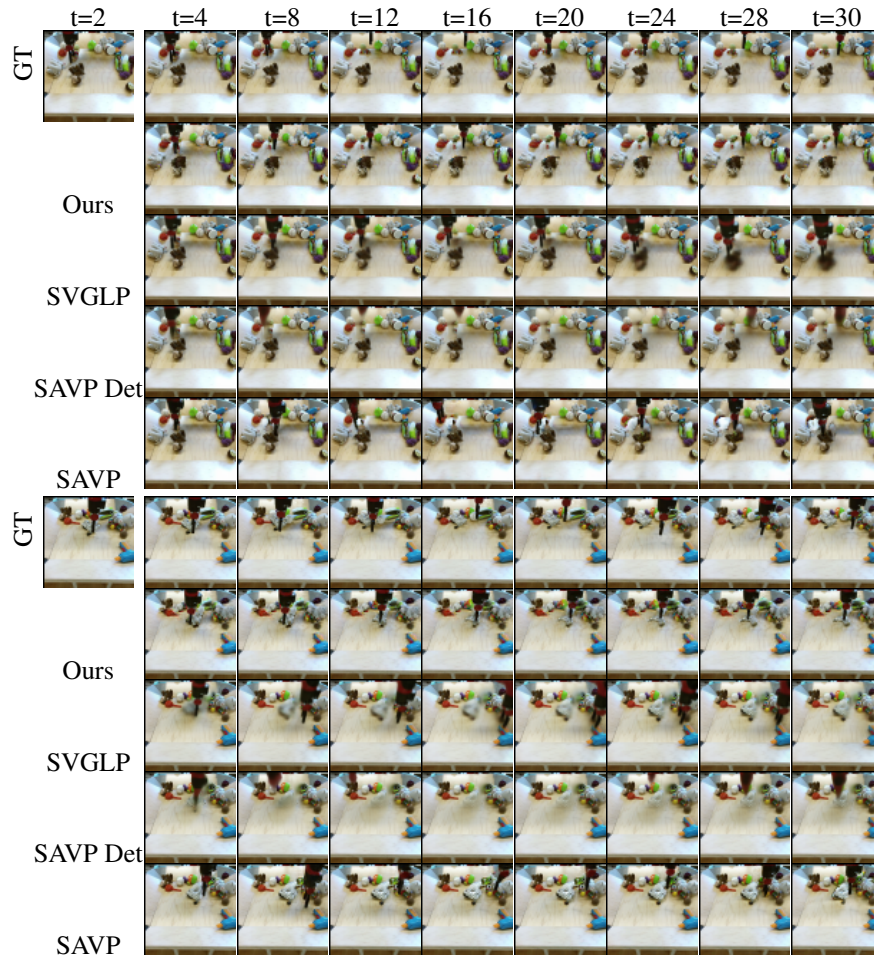 t=2 t=4 t=8 t=12 t=16 t=20 t=24 t=28 t=30
GT
Ours
SVGLP
SAVP Det
SAVP
GT
Ours
SVGLP
SAVP Det
SAVP